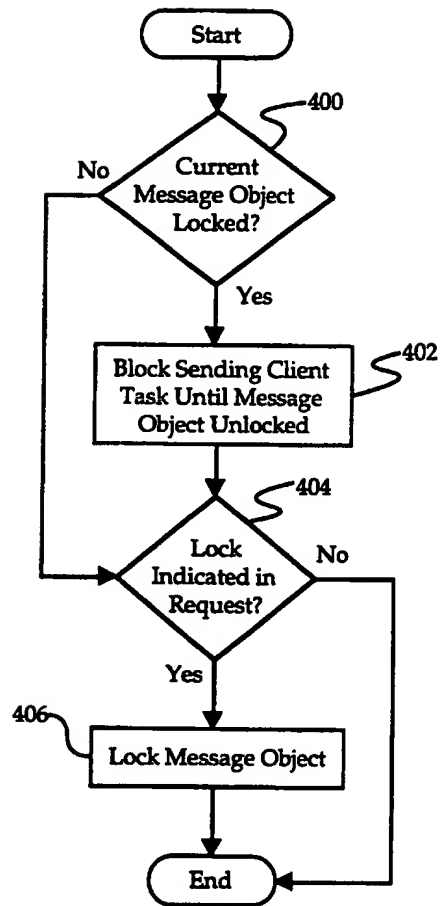 Start
400
Current
Message Object
Locked?
No
Yes
402
Block Sending Client
Task Until Message
Object Unlocked
404
Lock
Indicated in
Request?
No
Yes
406
Lock Message Object
End